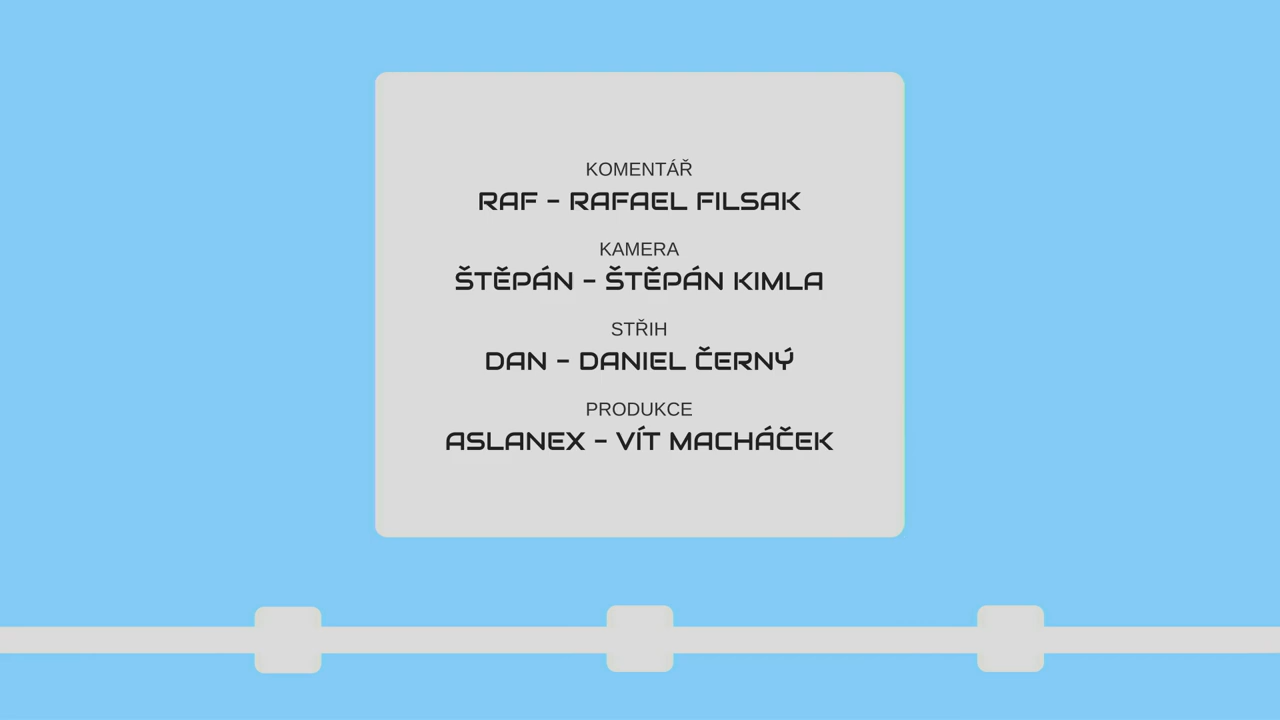 KOMENTÁŘ
RAF - RAFAEL FILSAK
KAMERA
ŠTĚPÁN - ŠTĚPÁN KIMLA
STŘIH
DAN - DANIEL ČERNÝ
PRODUKCE
ASLANEX - VÍT MACHÁČEK